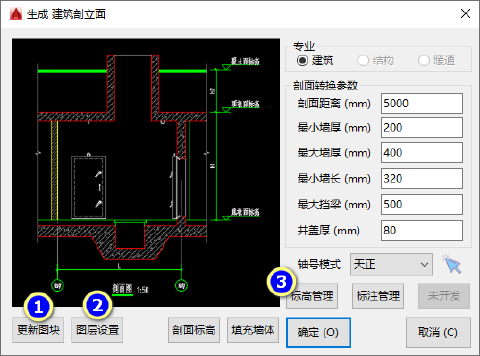 生成 建筑剖立面
专业
建筑
结构
暖通
剖面转换参数
剖面距离 (mm) 5000
最小墙厚 (mm) 200
最大墙厚 (mm) 400
最小墙长 (mm) 320
最大挡梁 (mm) 500
井盖厚 (mm) 80
轴号模式 天正
3
标高管理
标注管理
未开发
L
剖面图 1:50
1
2
更新图块
图层设置
剖面标高
填充墙体
确定 (O)
取消 (C)